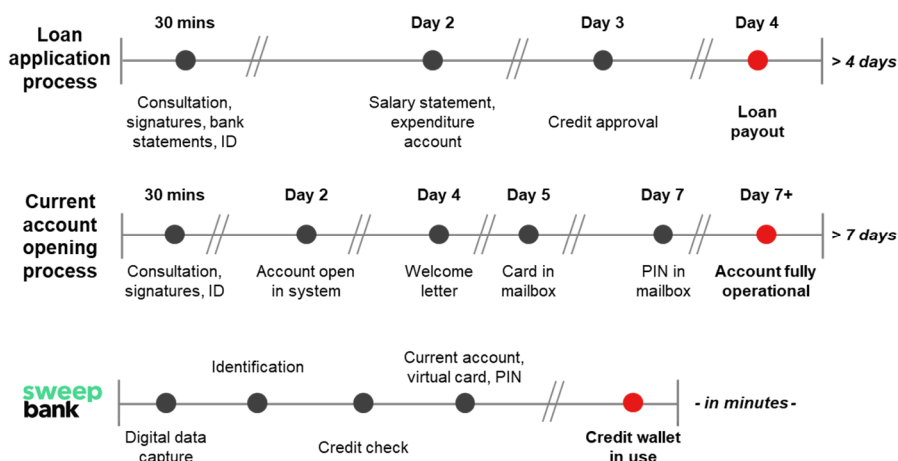 30 mins
Day 2
Day 3
Day 4
Loan
application
process
> 4 days
Consultation,
signatures, bank
statements, ID
Salary statement,
expenditure
account
Credit approval
Loan
payout
30 mins
Day 2
Day 4
Day 5
Day 7
Day 7+
Current
account
opening
process
> 7 days
Consultation,
signatures, ID
Account open
in system
Welcome
letter
Card in
mailbox
PIN in
mailbox
Account fully
operational
Identification
Current account,
virtual card, PIN
sweep
bank
- in minutes -
Digital data
capture
Credit check
Credit wallet
in use